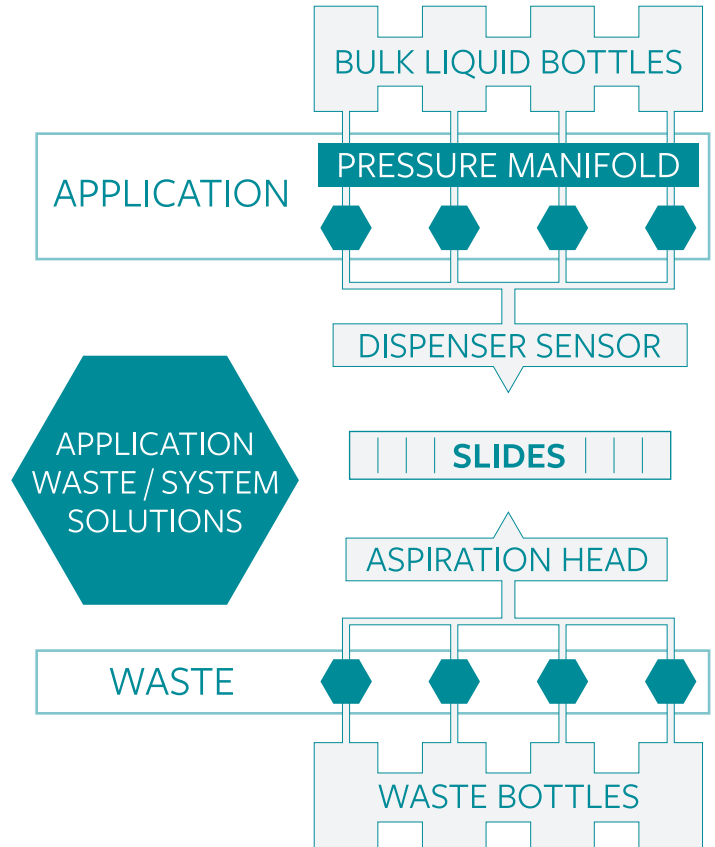 BULK LIQUID BOTTLES
PRESSURE MANIFOLD
APPLICATION
DISPENSER SENSOR
APPLICATION
WASTE / SYSTEM
SOLUTIONS
SLIDES
ASPIRATION HEAD
WASTE
WASTE BOTTLES